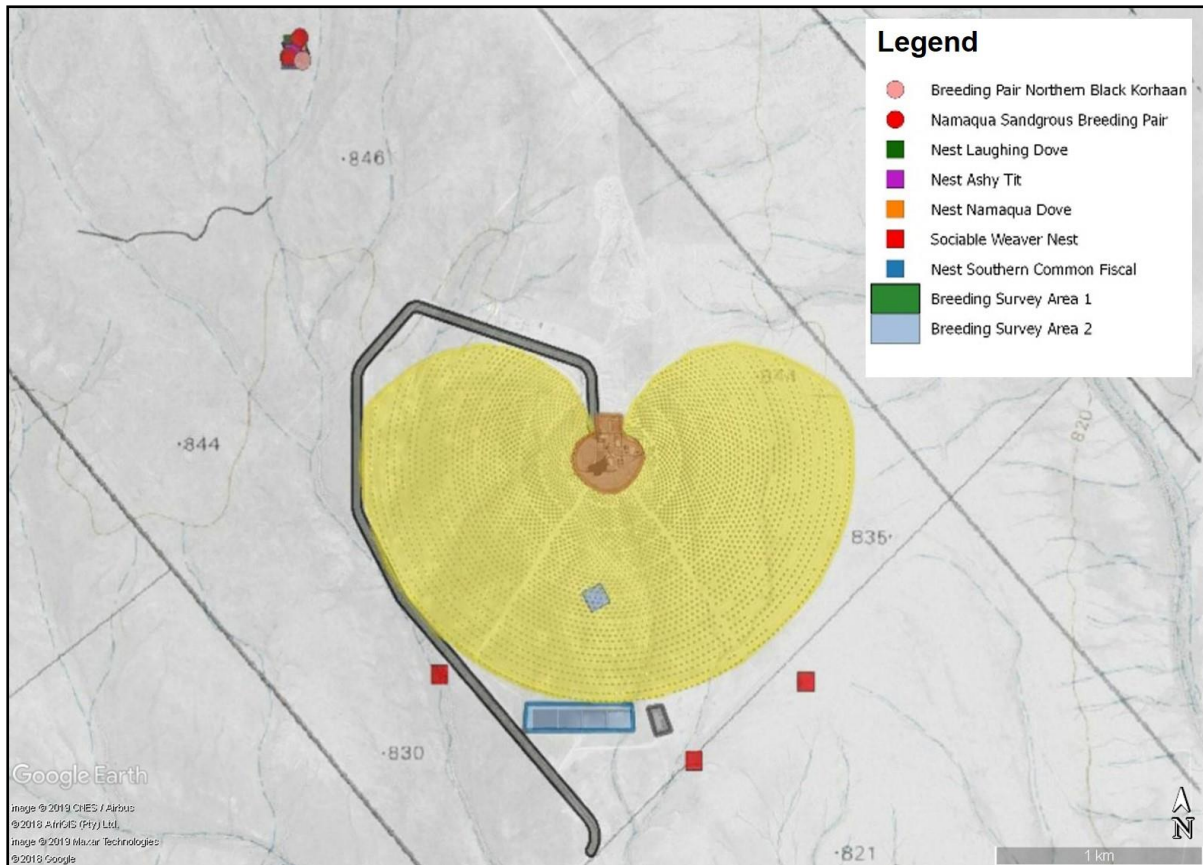 Legend
Breeding Pair Northern Black Korhaan
Namaqua Sandgrous Breeding Pair
Nest Laughing Dove
Nest Ashy Tit
Nest Namaqua Dove
Sociable Weaver Nest
Nest Southern Common Fiscal
Breeding Survey Area 1
Breeding Survey Area 2
846
844
844
820
835
830
821
Google Earth
Image © 2019 CNES / Airbus
© 2018 AfriGIS (Pty) Ltd.
Image © 2019 Maxar Technologies
© 2018 Google
N
1 km